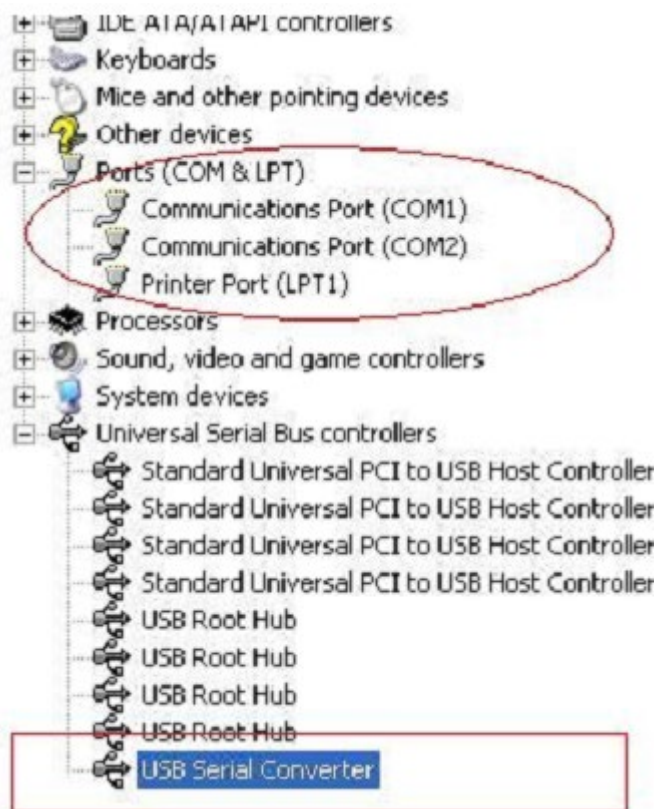 IDE ATA/ATAPI controllers
Keyboards
Mice and other pointing devices
Other devices
Ports (COM & LPT)
Communications Port (COM1)
Communications Port (COM2)
Printer Port (LPT1)
Processors
Sound, video and game controllers
System devices
Universal Serial Bus controllers
Standard Universal PCI to USB Host Controller
Standard Universal PCI to USB Host Controller
Standard Universal PCI to USB Host Controller
Standard Universal PCI to USB Host Controller
USB Root Hub
USB Root Hub
USB Root Hub
USB Root Hub
USB Serial Converter